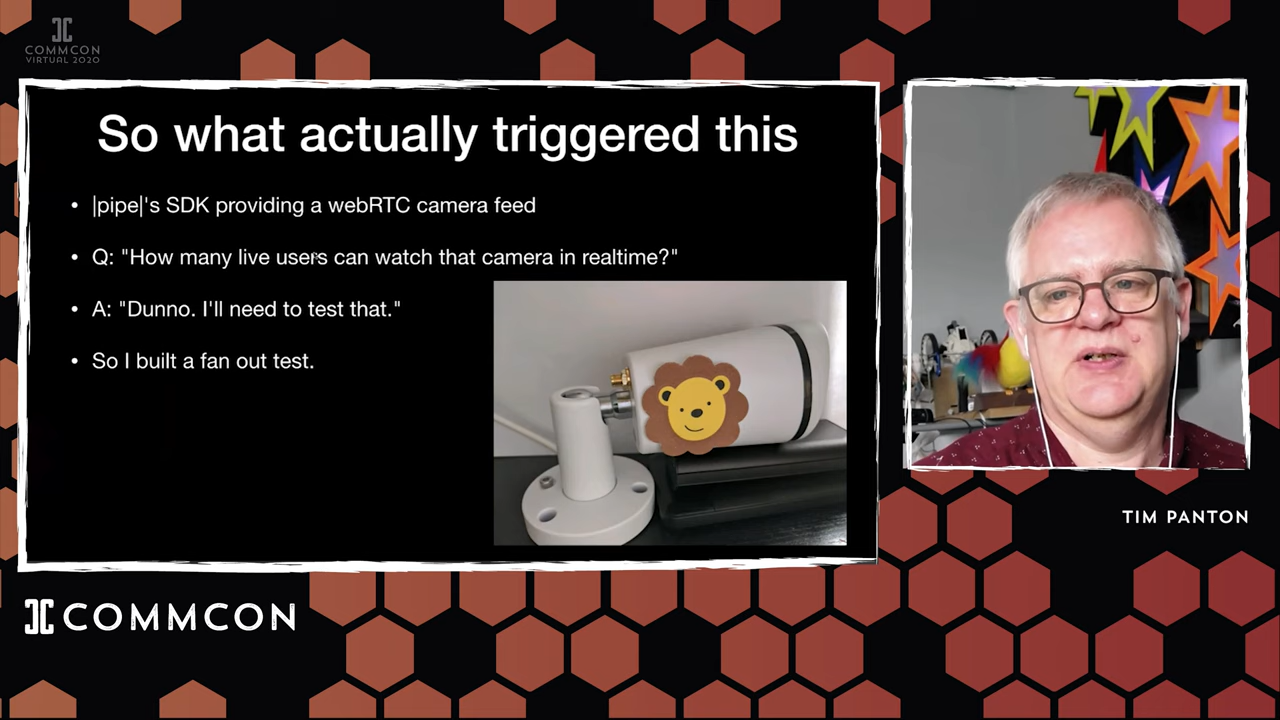 COMMCON
VIRTUAL 2020
So what actually triggered this
• |pipe|'s SDK providing a webRTC camera feed
• Q: "How many live users can watch that camera in realtime?"
• A: "Dunno. I'll need to test that."
• So I built a fan out test.
TIM PANTON
COMMCON